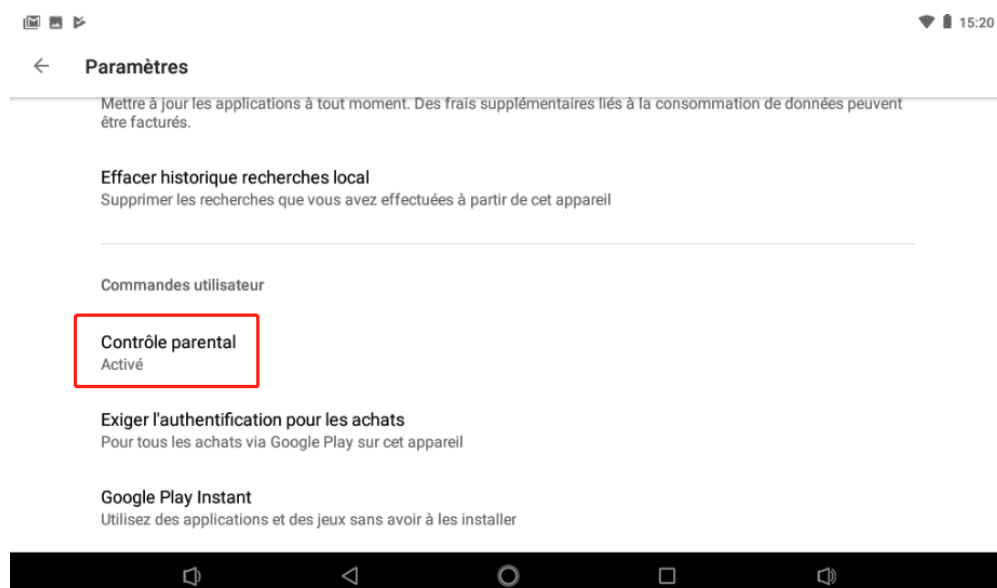 15:20
Paramètres
Mettre à jour les applications à tout moment. Des frais supplémentaires liés à la consommation de données peuvent
être facturés.
Effacer historique recherches local
Supprimer les recherches que vous avez effectuées à partir de cet appareil
Commandes utilisateur
Contrôle parental
Activé
Exiger l'authentification pour les achats
Pour tous les achats via Google Play sur cet appareil
Google Play Instant
Utilisez des applications et des jeux sans avoir à les installer